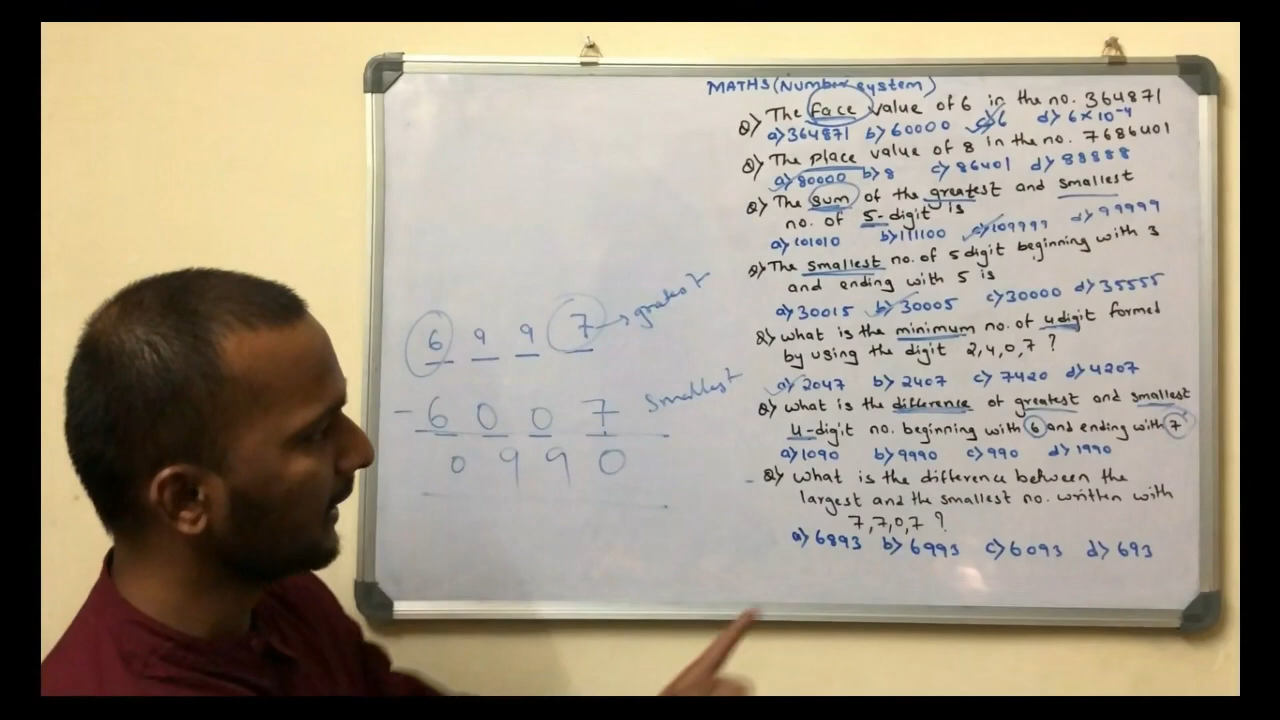 MATHS (Number system)
Q> The face value of 6 in the no. 364871
a> 364871 b> 60000 c> 6 d> 6×10⁻⁴
Q> The place value of 8 in the no. 7686401
a> 80000 b> 8 c> 86401 d> 88888
Q> The sum of the greatest and smallest
no. of 5-digit is
a> 101010 b> 111100 c> 109999 d> 99999
Q> The smallest no. of 5 digit beginning with 3
and ending with 5 is
a> 30015 b> 30005 c> 30000 d> 35555
Q> what is the minimum no. of 4 digit formed
by using the digit 2,4,0,7 ?
a> 2047 b> 2407 c> 7420 d> 4207
Q> what is the difference of greatest and smallest
4-digit no. beginning with 6 and ending with 7
a> 1090 b> 9990 c> 990 d> 1990
Q> what is the difference between the
largest and the smallest no. written with
7,7,0,7 ?
a> 6893 b> 6993 c> 6093 d> 693
6 9 9 7 → greatest
- 6 0 0 7 smallest
0 9 9 0